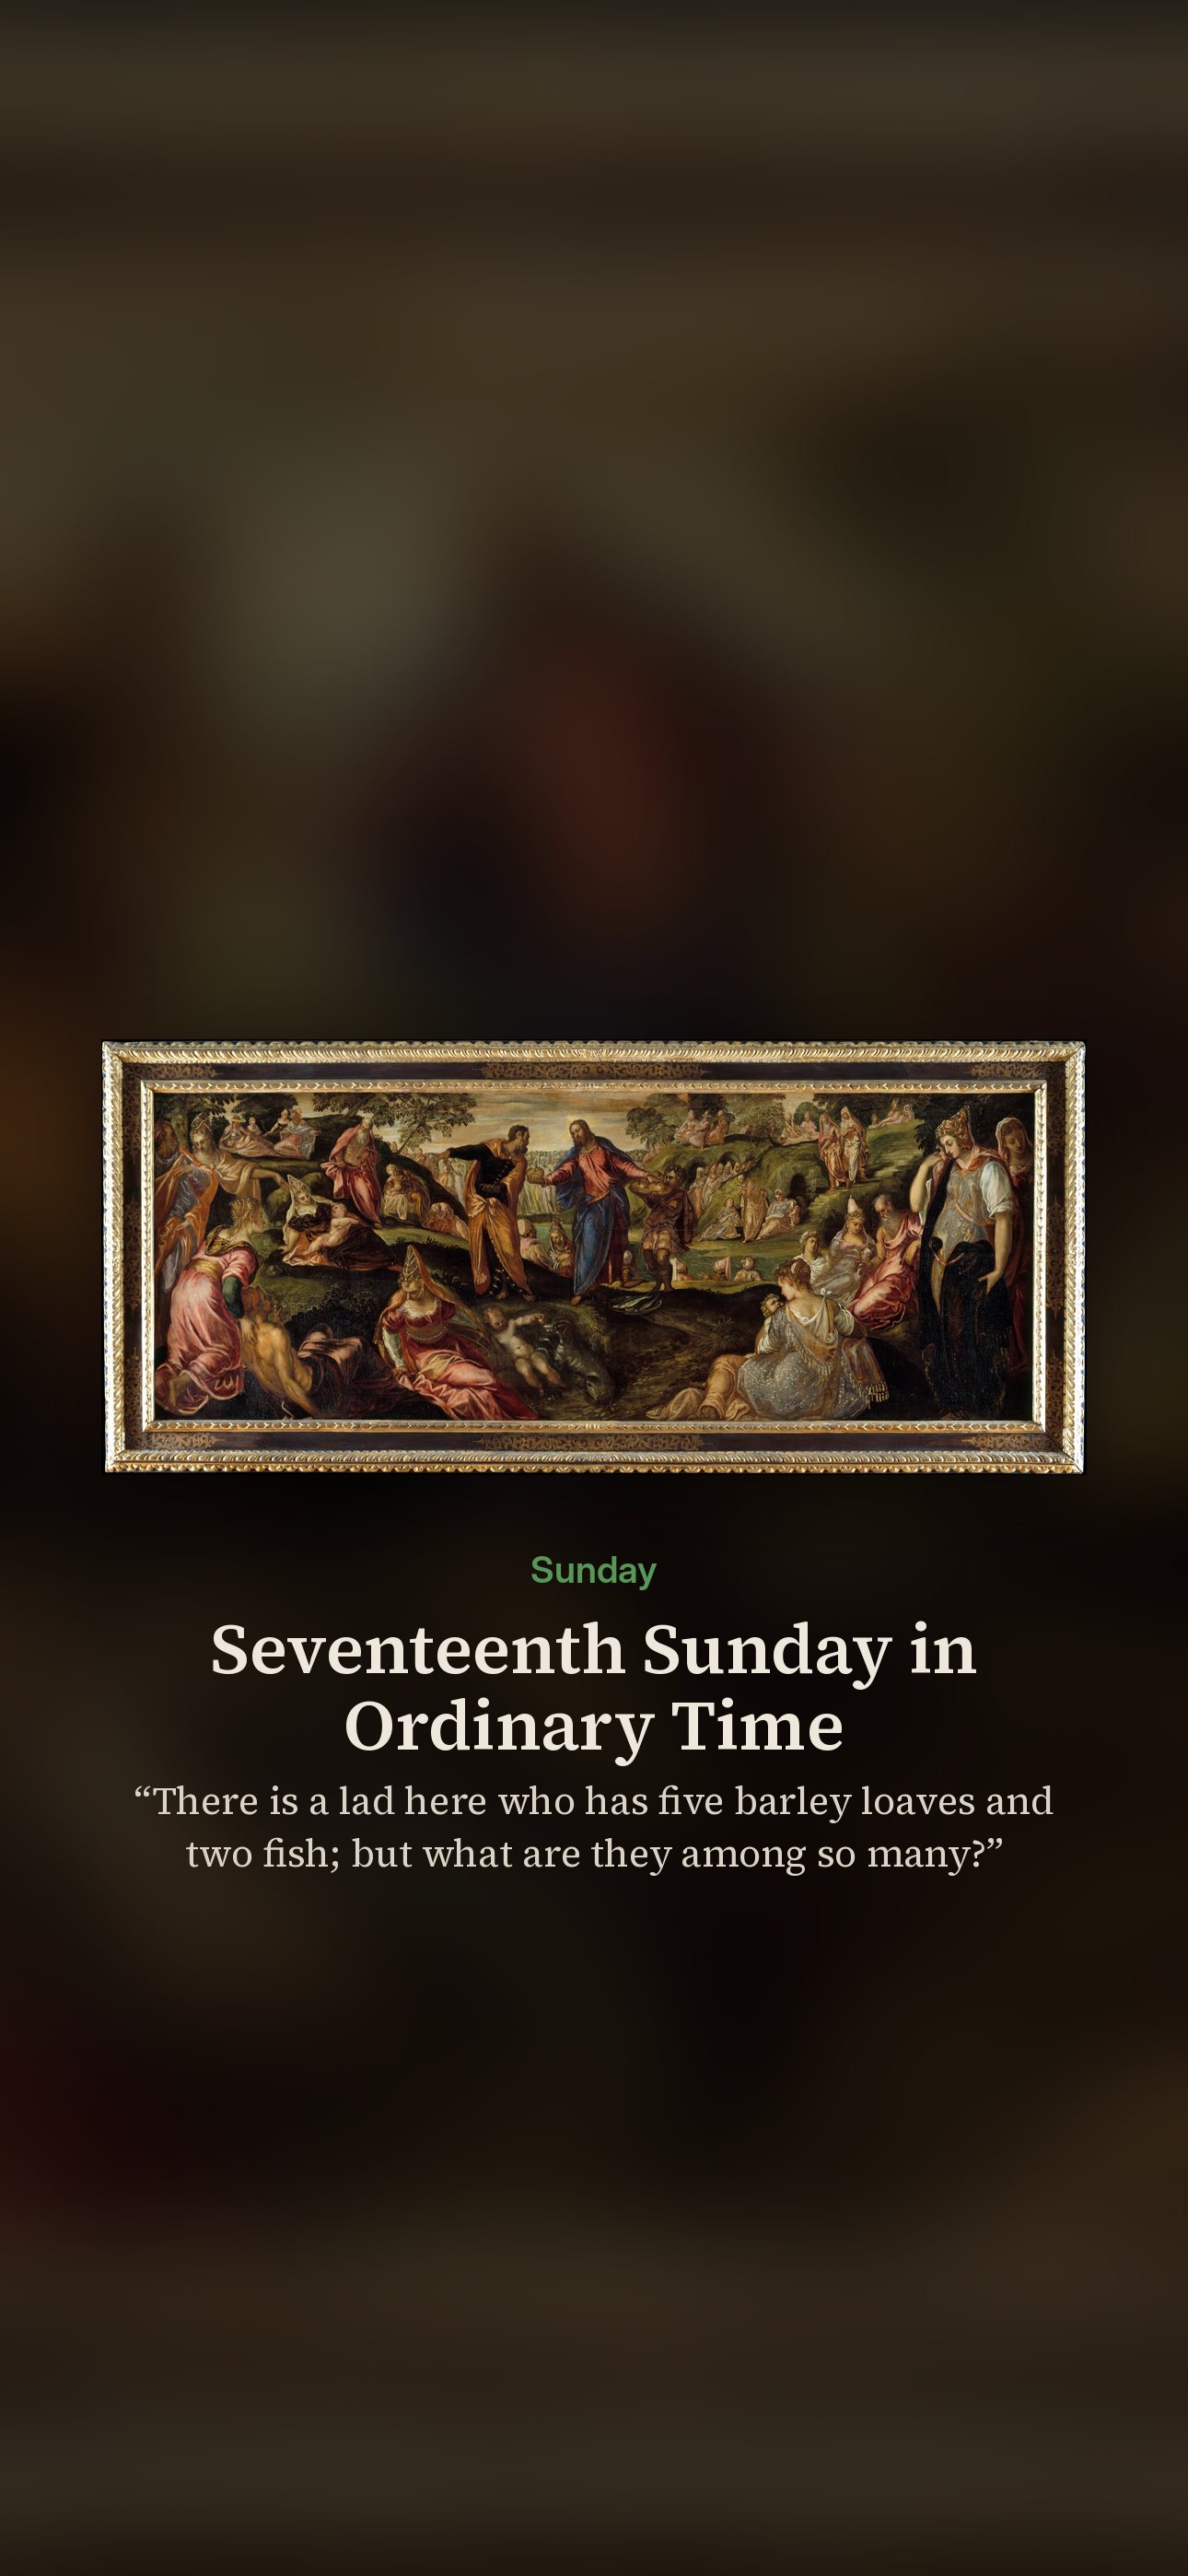 Sunday
Seventeenth Sunday in
Ordinary Time
“There is a lad here who has five barley loaves and
two fish; but what are they among so many?”